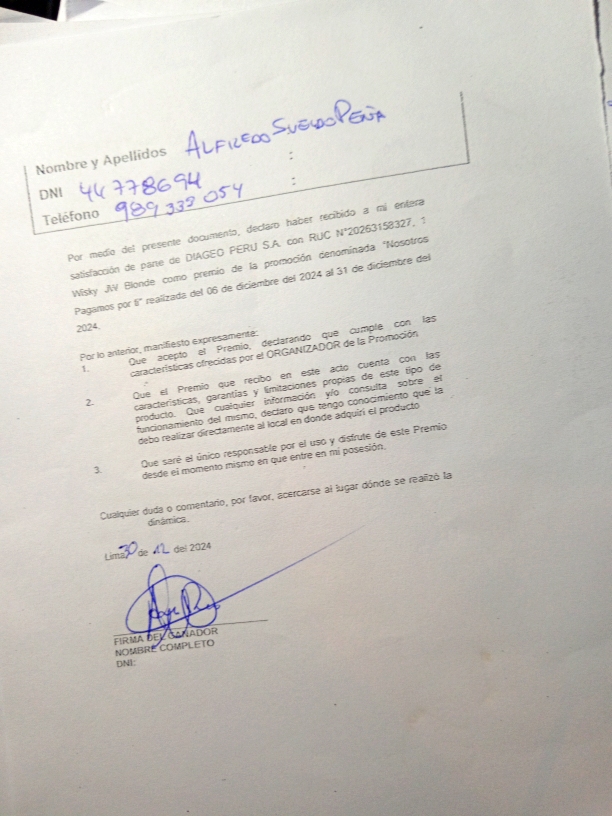 Nombre y Apellidos : ALFREDO SUELDO PEÑA
DNI : 44778694
Teléfono 989 339 054
Por medio del presente documento, declaro haber recibido a mi entera
satisfacción de parte de DIAGEO PERU S.A. con RUC N°20263158327, 1
Wisky JW Blonde como premio de la promoción denominada "Nosotros
Pagamos por ti" realizada del 06 de diciembre del 2024 al 31 de diciembre del
2024.
Por lo anterior, manifiesto expresamente:
1. Que acepto el Premio, declarando que cumple con las
características ofrecidas por el ORGANIZADOR de la Promoción
2. Que el Premio que recibo en este acto cuenta con las
características, garantías y limitaciones propias de este tipo de
producto. Que cualquier información y/o consulta sobre el
funcionamiento del mismo, declaro que tengo conocimiento que la
debo realizar directamente al local en donde adquirí el producto
3. Que seré el único responsable por el uso y disfrute de este Premio
desde el momento mismo en que entre en mi posesión.
Cualquier duda o comentario, por favor, acercarse al lugar dónde se realizó la
dinámica.
Lima, 30 de 12 del 2024
FIRMA DEL GANADOR
NOMBRE COMPLETO
DNI: